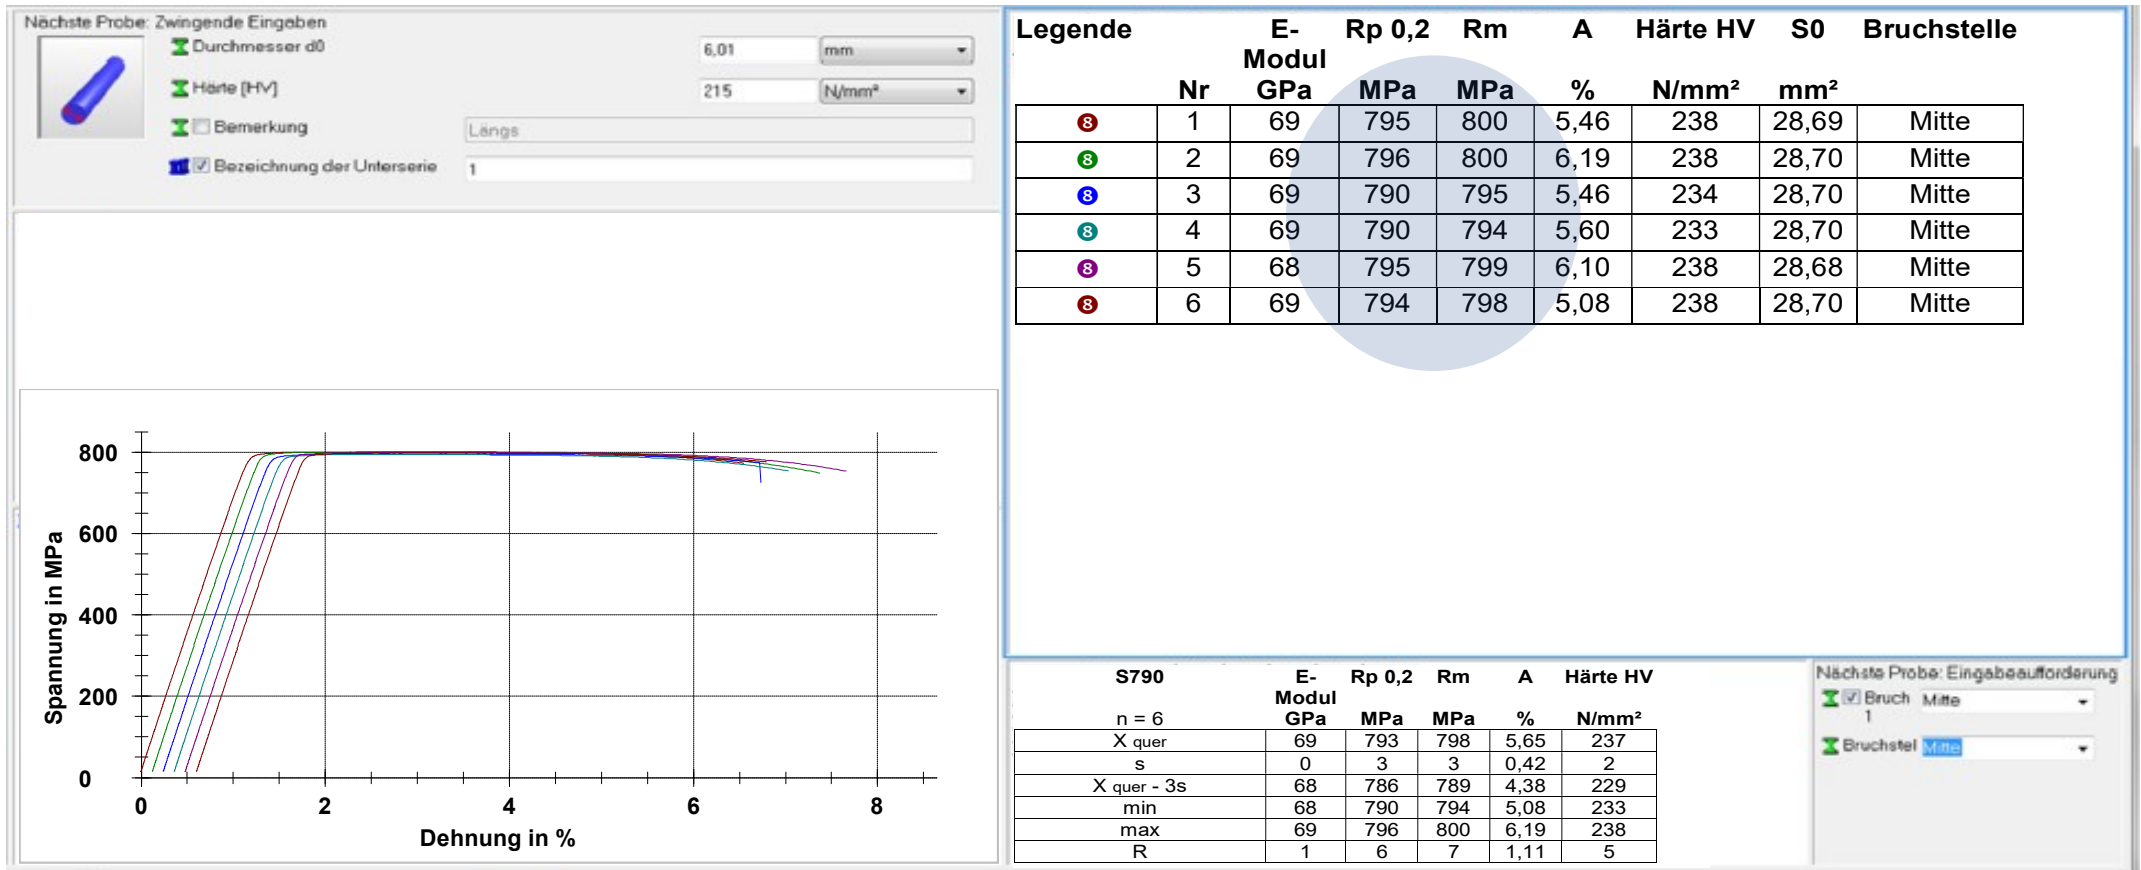 Nächste Probe: Zwingende Eingaben
Durchmesser d0 6,01 mm
Härte [HV] 215 N/mm²
Bemerkung Längs
Bezeichnung der Unterserie 1
Legende Nr E-Modul GPa Rp 0,2 MPa Rm MPa A % Härte HV N/mm² S0 mm² Bruchstelle
8 1 69 795 800 5,46 238 28,69 Mitte
8 2 69 796 800 6,19 238 28,70 Mitte
8 3 69 790 795 5,46 234 28,70 Mitte
8 4 69 790 794 5,60 233 28,70 Mitte
8 5 68 795 799 6,10 238 28,68 Mitte
8 6 69 794 798 5,08 238 28,70 Mitte
Spannung in MPa
800
600
400
200
0
0 2 4 6 8
Dehnung in %
S790 E-Modul Rp 0,2 Rm A Härte HV
n = 6 GPa MPa MPa % N/mm²
X quer 69 793 798 5,65 237
s 0 3 3 0,42 2
X quer - 3s 68 786 789 4,38 229
min 68 790 794 5,08 233
max 69 796 800 6,19 238
R 1 6 7 1,11 5
Nächste Probe: Eingabeaufforderung
Bruch 1 Mitte
Bruchstel Mitte